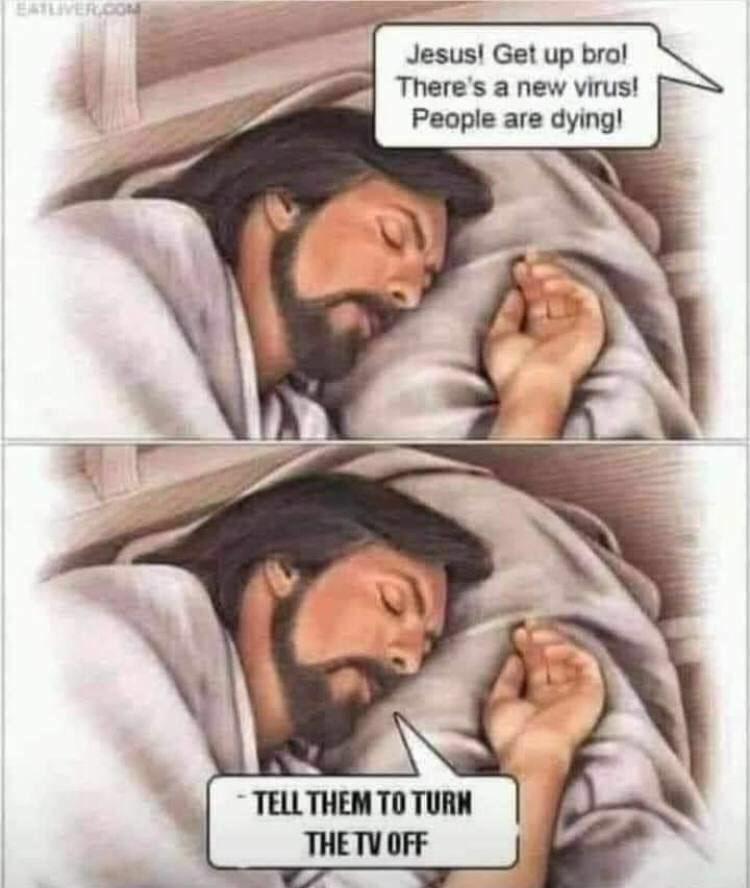 EATLIVER.COM
Jesus! Get up bro!
There's a new virus!
People are dying!
- TELL THEM TO TURN
THE TV OFF